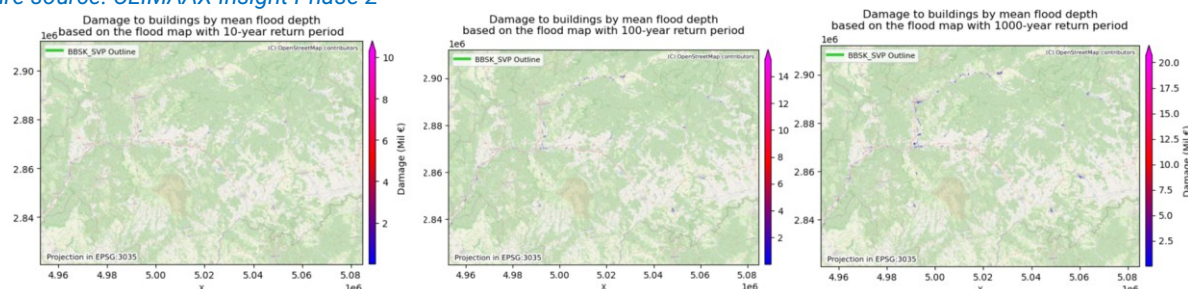 re source: CLIMAAX Insight Phase 2
Damage to buildings by mean flood depth
based on the flood map with 10-year return period
1e6
BBSK_SVP Outline
(C) OpenStreetMap contributors
2.90
2.88
2.86
2.84
Projection in EPSG:3035
4.96 4.98 5.00 5.02 5.04 5.06 5.08
x 1e6
10
8
6
4
2
Damage (Mil €)
Damage to buildings by mean flood depth
based on the flood map with 100-year return period
1e6
BBSK_SVP Outline
(C) OpenStreetMap contributors
2.90
2.88
2.86
2.84
Projection in EPSG:3035
4.96 4.98 5.00 5.02 5.04 5.06 5.08
x 1e6
14
12
10
8
6
4
2
Damage (Mil €)
Damage to buildings by mean flood depth
based on the flood map with 1000-year return period
1e6
BBSK_SVP Outline
(C) OpenStreetMap contributors
2.90
2.88
2.86
2.84
Projection in EPSG:3035
4.96 4.98 5.00 5.02 5.04 5.06 5.08
x 1e6
20.0
17.5
15.0
12.5
10.0
7.5
5.0
2.5
Damage (Mil €)